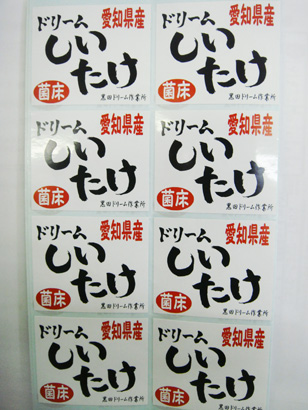 ドリーム 愛知県産
しい
菌床 たけ
黒田ドリーム作業所
ドリーム 愛知県産
しい
菌床 たけ
黒田ドリーム作業所
ドリーム 愛知県産
しい
菌床 たけ
黒田ドリーム作業所
ドリーム 愛知県産
しい
菌床 たけ
黒田ドリーム作業所
ドリーム 愛知県産
しい
菌床 たけ
黒田ドリーム作業所
ドリーム 愛知県産
しい
菌床 たけ
黒田ドリーム作業所
ドリーム 愛知県産
しい
菌床 たけ
黒田ドリーム作業所
ドリーム 愛知県産
しい
菌床 たけ
黒田ドリーム作業所